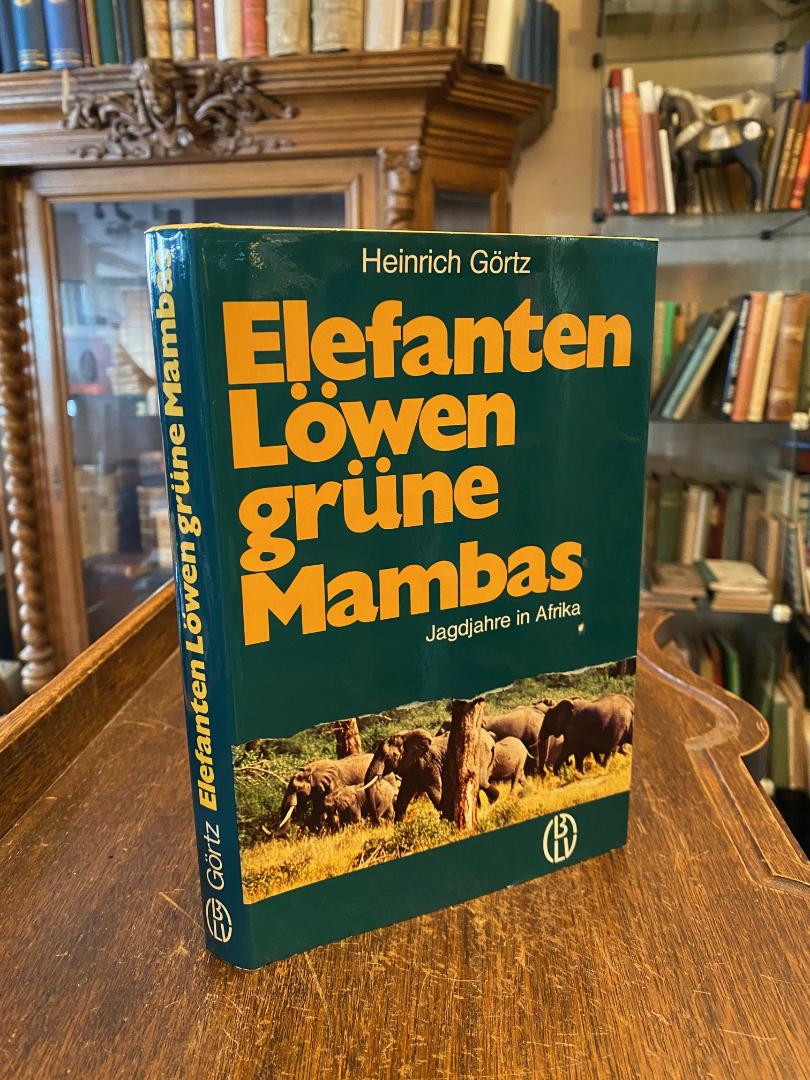 Heinrich Görtz
Elefanten
Löwen
grüne
Mambas
Jagdjahre in Afrika
BLV
Görtz Elefanten Löwen grüne Mambas
BLV